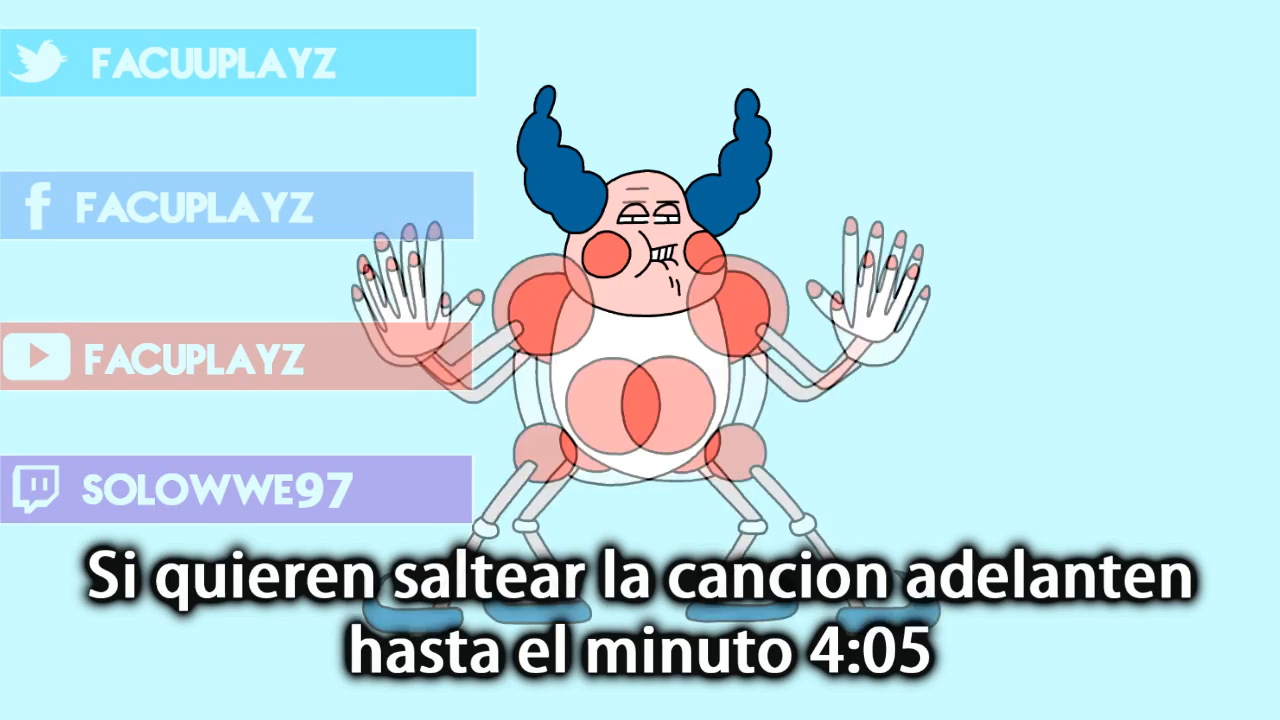 FACUUPLAYZ
FACUPLAYZ
FACUPLAYZ
SOLOWWE97
Si quieren saltear la cancion adelanten
hasta el minuto 4:05